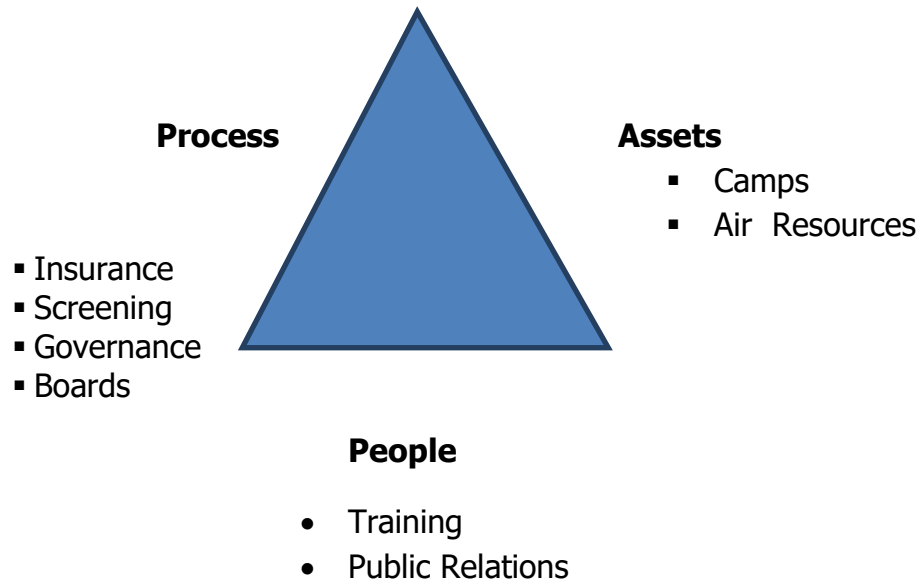 Process
▪ Insurance
▪ Screening
▪ Governance
▪ Boards
Assets
▪ Camps
▪ Air Resources
People
• Training
• Public Relations